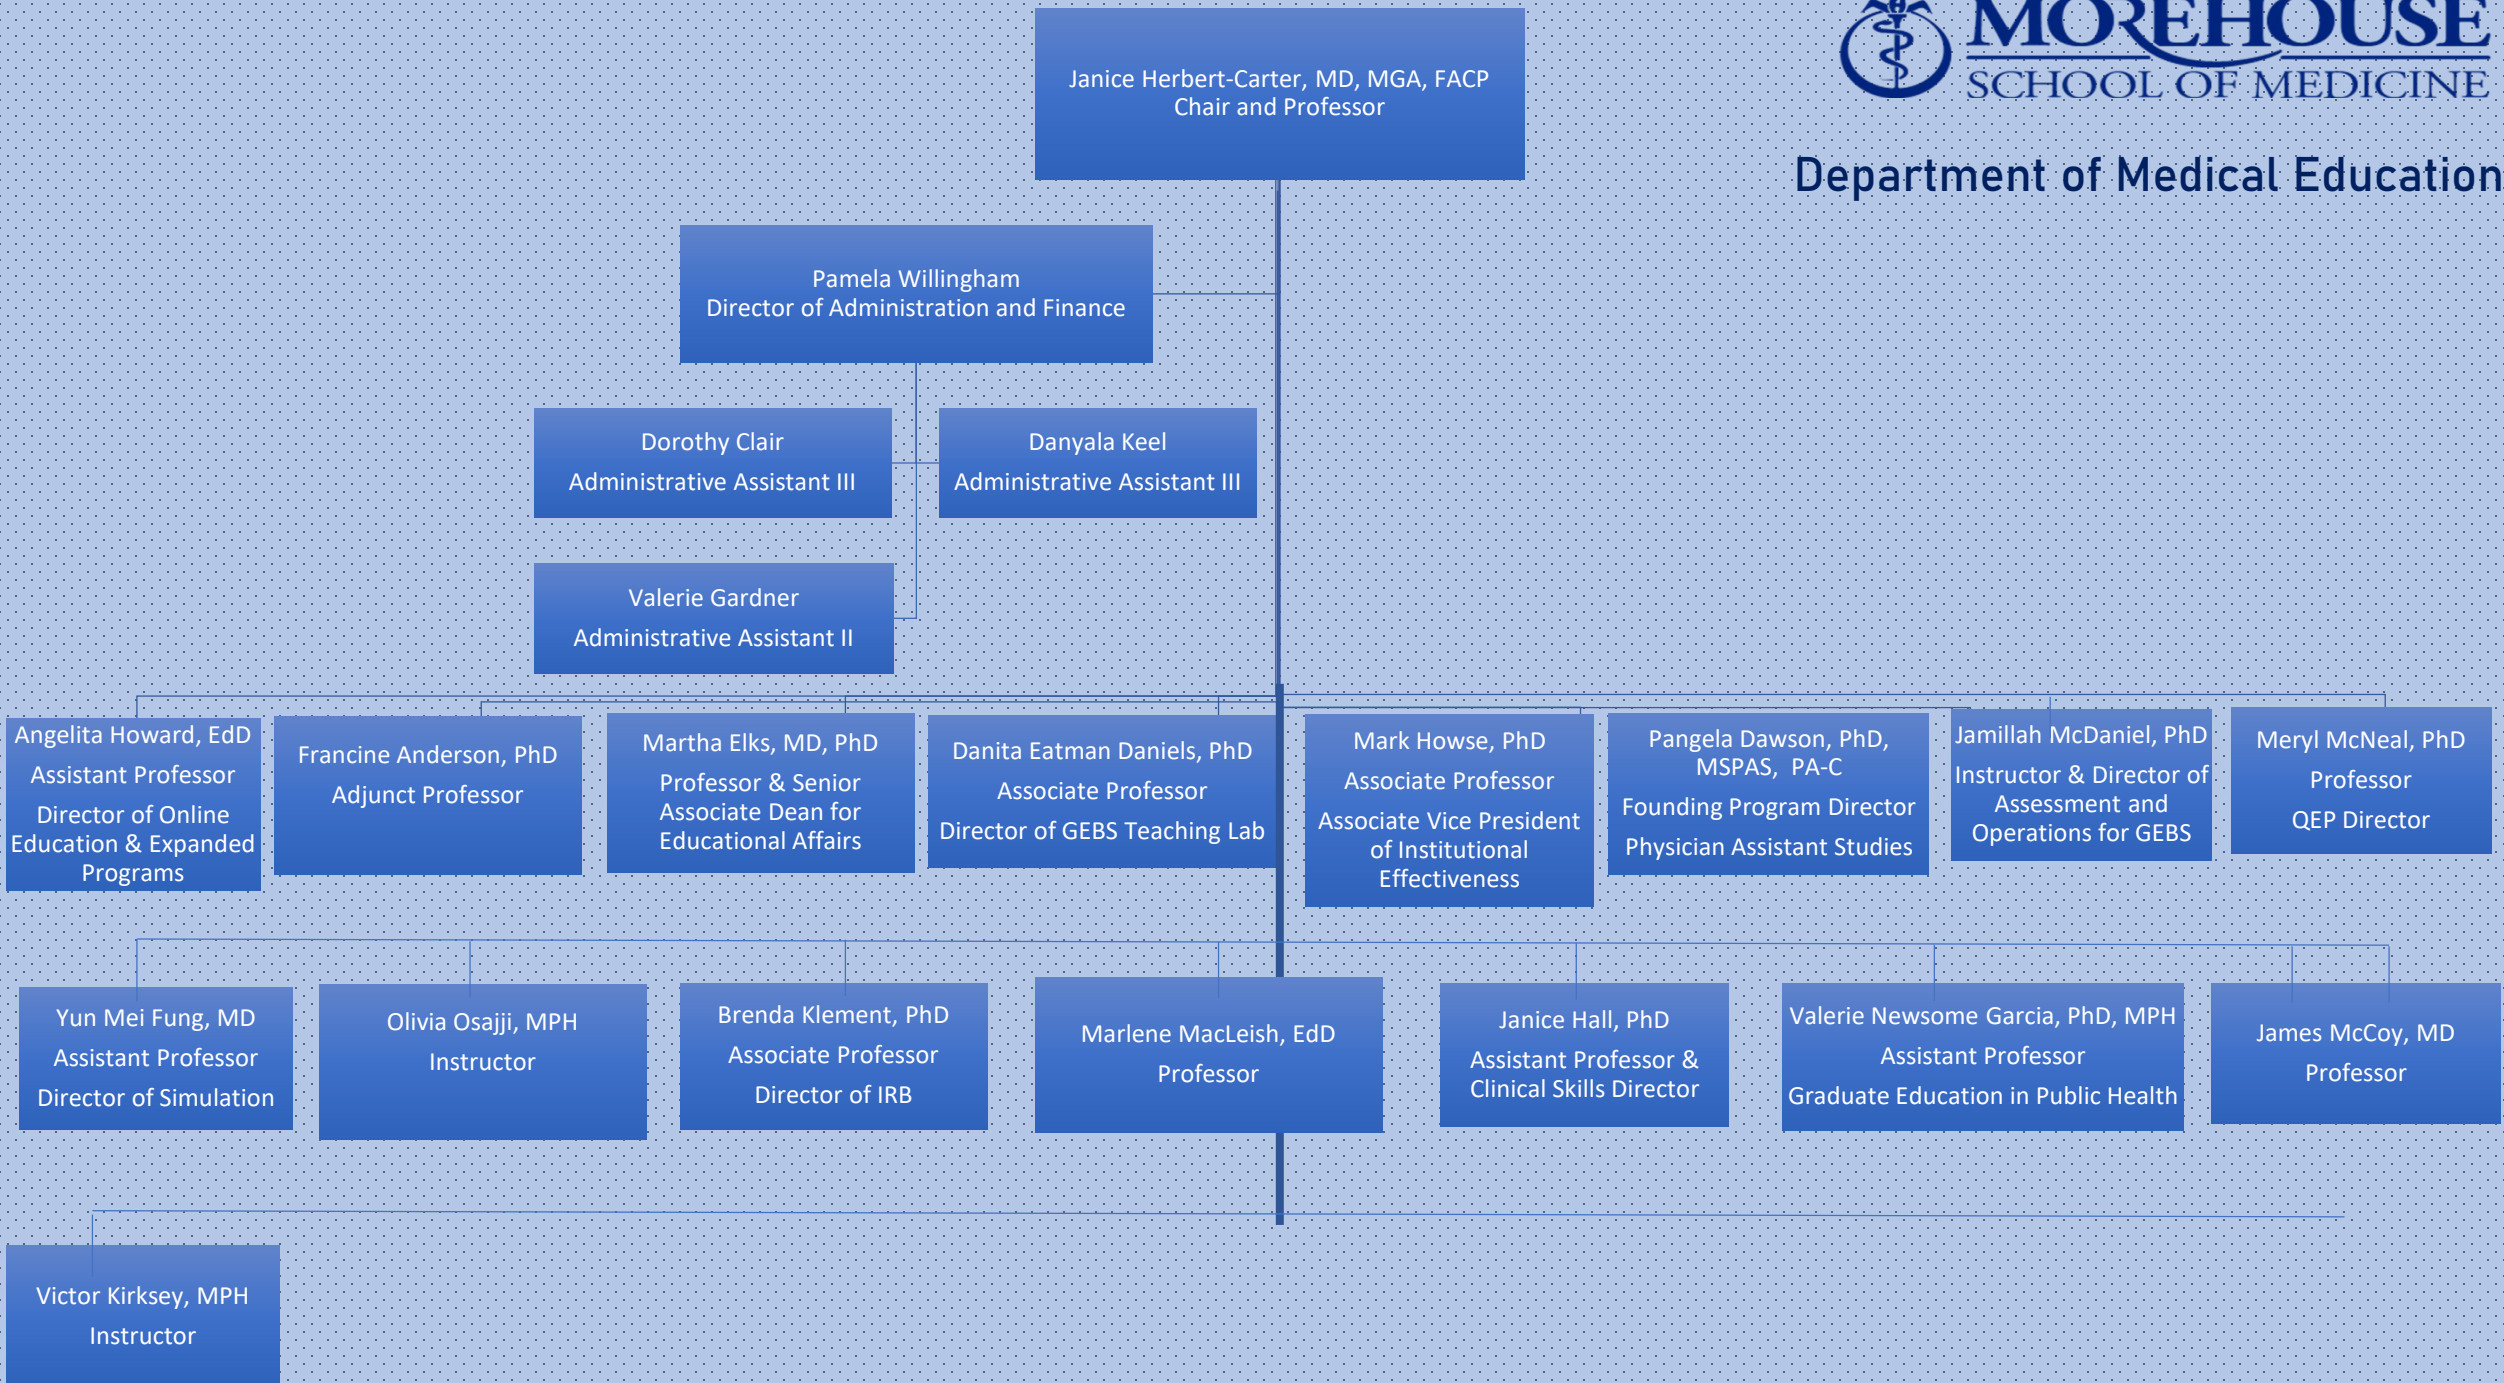 MOREHOUSE
SCHOOL OF MEDICINE
Department of Medical Education
Janice Herbert-Carter, MD, MGA, FACP
Chair and Professor
Pamela Willingham
Director of Administration and Finance
Dorothy Clair
Administrative Assistant III
Danyala Keel
Administrative Assistant III
Valerie Gardner
Administrative Assistant II
Angelita Howard, EdD
Assistant Professor
Director of Online
Education & Expanded
Programs
Francine Anderson, PhD
Adjunct Professor
Martha Elks, MD, PhD
Professor & Senior
Associate Dean for
Educational Affairs
Danita Eatman Daniels, PhD
Associate Professor
Director of GEBS Teaching Lab
Mark Howse, PhD
Associate Professor
Associate Vice President
of Institutional
Effectiveness
Pangela Dawson, PhD,
MSPAS, PA-C
Founding Program Director
Physician Assistant Studies
Jamillah McDaniel, PhD
Instructor & Director of
Assessment and
Operations for GEBS
Meryl McNeal, PhD
Professor
QEP Director
Yun Mei Fung, MD
Assistant Professor
Director of Simulation
Olivia Osajji, MPH
Instructor
Brenda Klement, PhD
Associate Professor
Director of IRB
Marlene MacLeish, EdD
Professor
Janice Hall, PhD
Assistant Professor &
Clinical Skills Director
Valerie Newsome Garcia, PhD, MPH
Assistant Professor
Graduate Education in Public Health
James McCoy, MD
Professor
Victor Kirksey, MPH
Instructor